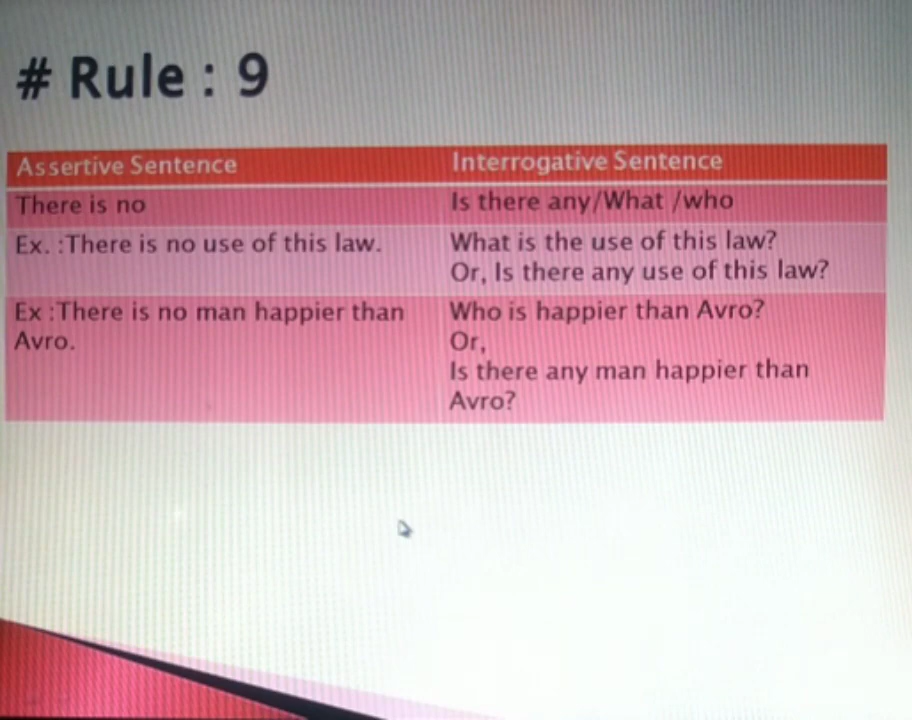 # Rule : 9
Assertive Sentence
Interrogative Sentence
There is no
Is there any/What /who
Ex. :There is no use of this law.
What is the use of this law?
Or, Is there any use of this law?
Ex :There is no man happier than
Avro.
Who is happier than Avro?
Or,
Is there any man happier than
Avro?